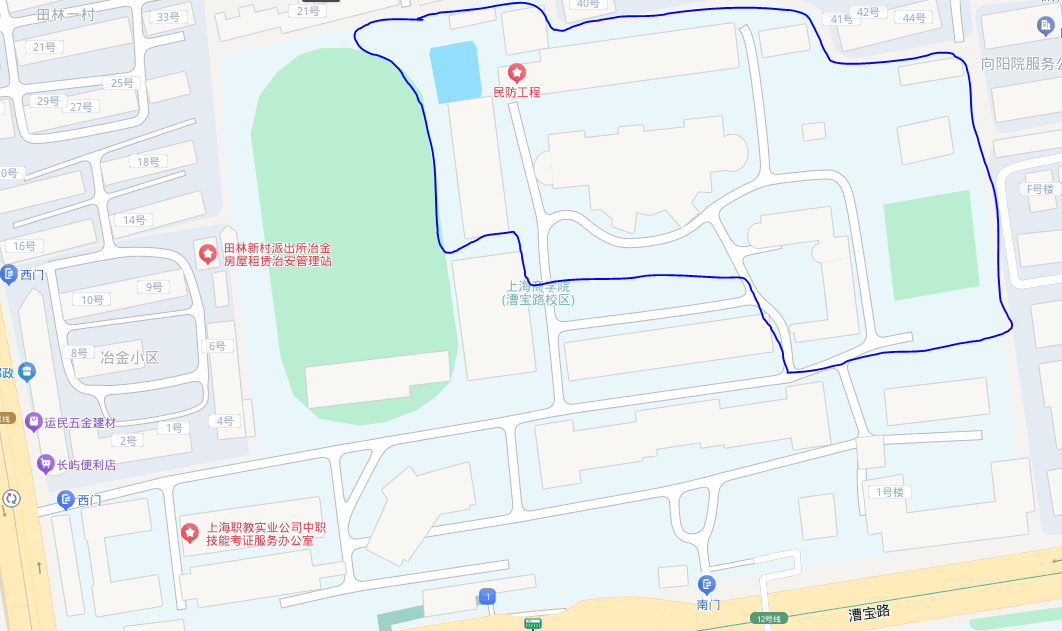 田林一村
33号
21号
40号
41号
42号
44号
21号
向阳院服务公
25号
29号
27号
民防工程
18号
F号楼
14号
16号
田林新村派出所冶金
房屋租赁治安管理站
西门
上海商学院
(漕宝路校区)
9号
10号
6号
8号
冶金小区
邮政
运民五金建材
4号
1号
2号
长屿便利店
西门
1号楼
上海职教实业公司中职
技能考证服务办公室
南门
1
12号线
漕宝路